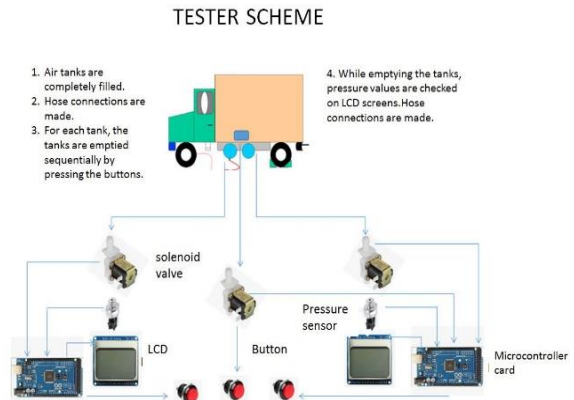 TESTER SCHEME
1. Air tanks are
completely filled.
2. Hose connections are
made.
3. For each tank, the
tanks are emptied
sequentially by
pressing the buttons.
4. While emptying the tanks,
pressure values are checked
on LCD screens.Hose
connections are made.
solenoid
valve
Pressure
sensor
LCD
Button
Microcontroller
card